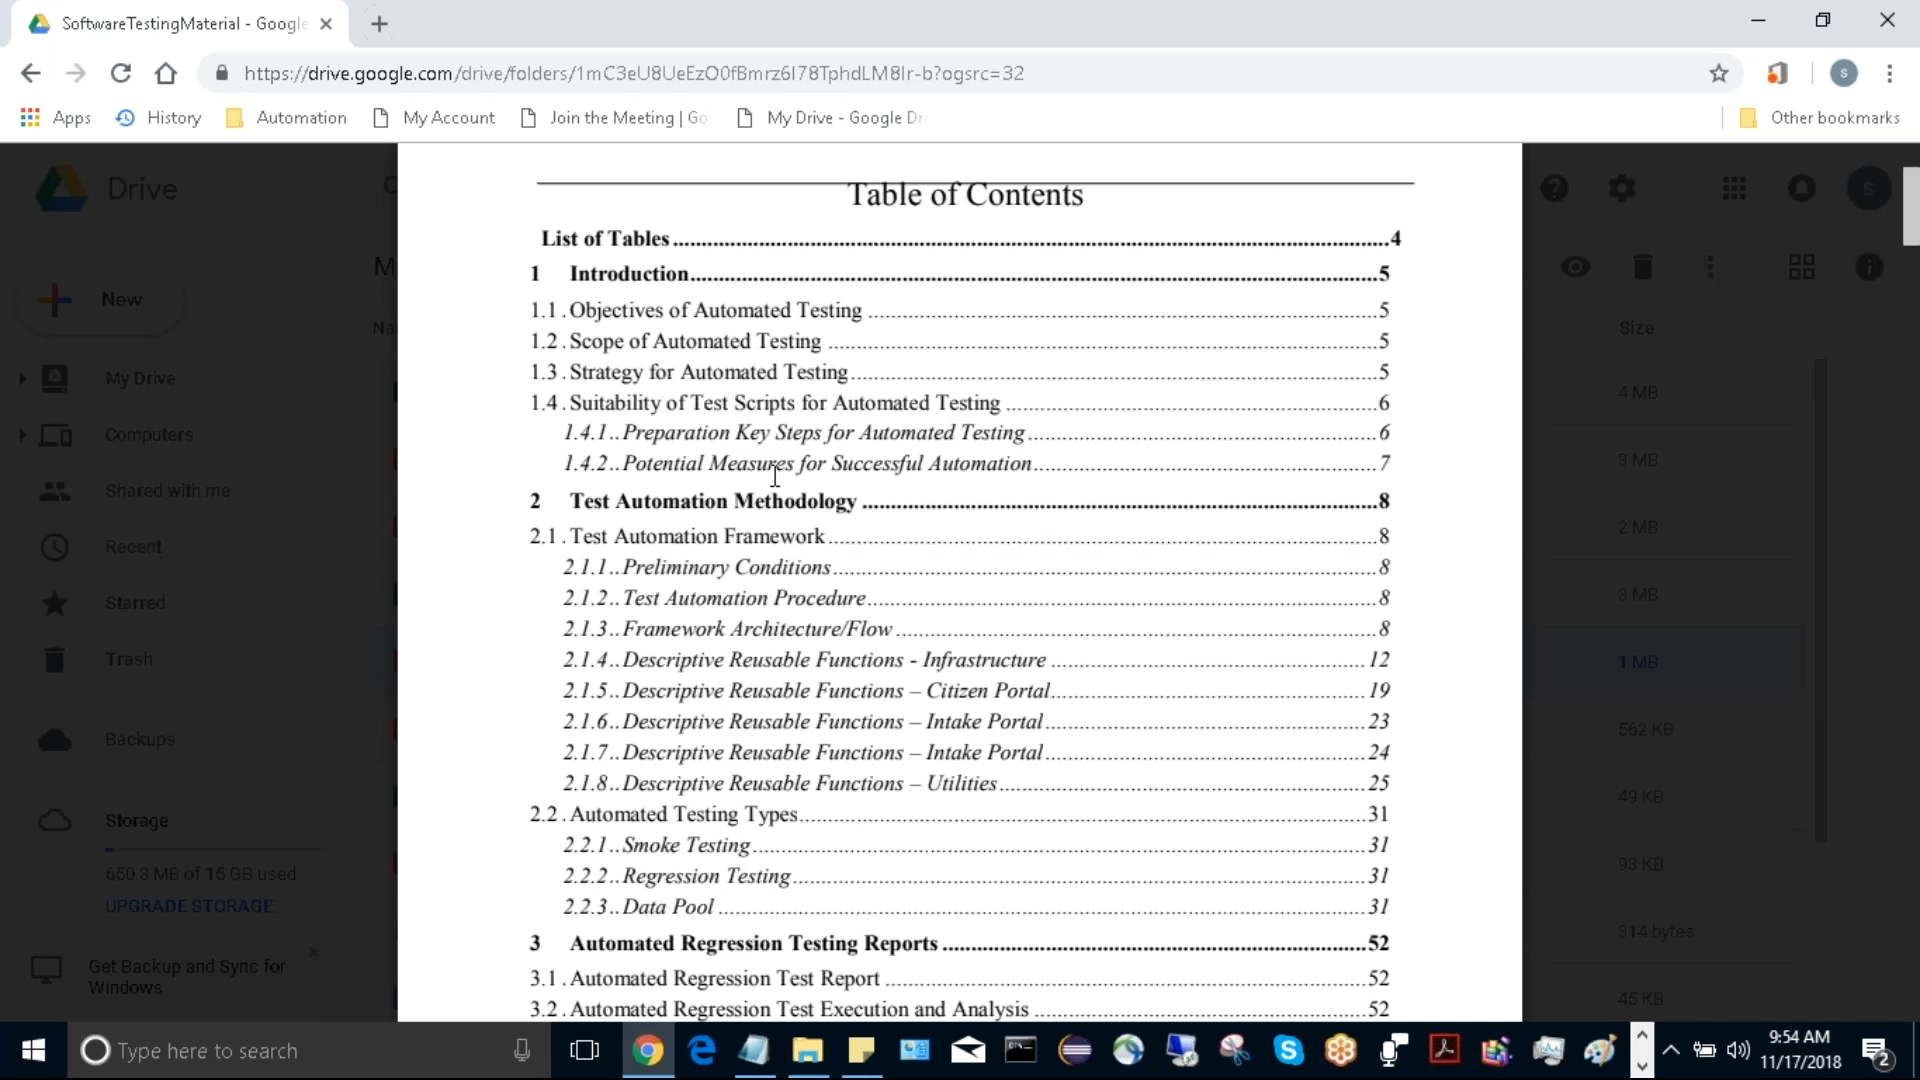 SoftwareTestingMaterial - Google
https://drive.google.com/drive/folders/1mC3eU8UeEzO0fBmrz6I78TphdLM8Ir-b?ogsrc=32
S
Apps
History
Automation
My Account
Join the Meeting | Go
My Drive - Google Dr
Other bookmarks
Drive
S
New
My Drive
Computers
Shared with me
Recent
Starred
Trash
Backups
Storage
650.3 MB of 15 GB used
UPGRADE STORAGE
Get Backup and Sync for
Windows
Table of Contents
List of Tables 4
1 Introduction 5
1.1. Objectives of Automated Testing 5
1.2. Scope of Automated Testing 5
1.3. Strategy for Automated Testing 5
1.4. Suitability of Test Scripts for Automated Testing 6
1.4.1.. Preparation Key Steps for Automated Testing 6
1.4.2.. Potential Measures for Successful Automation 7
2 Test Automation Methodology 8
2.1. Test Automation Framework 8
2.1.1.. Preliminary Conditions 8
2.1.2.. Test Automation Procedure 8
2.1.3.. Framework Architecture/Flow 8
2.1.4.. Descriptive Reusable Functions - Infrastructure 12
2.1.5.. Descriptive Reusable Functions – Citizen Portal 19
2.1.6.. Descriptive Reusable Functions – Intake Portal 23
2.1.7.. Descriptive Reusable Functions – Intake Portal 24
2.1.8.. Descriptive Reusable Functions – Utilities 25
2.2. Automated Testing Types 31
2.2.1.. Smoke Testing 31
2.2.2.. Regression Testing 31
2.2.3.. Data Pool 31
3 Automated Regression Testing Reports 52
3.1. Automated Regression Test Report 52
3.2. Automated Regression Test Execution and Analysis
Size
4 MB
3 MB
2 MB
3 MB
1 MB
562 KB
49 KB
93 KB
314 bytes
45 KB
Type here to search
9:54 AM
11/17/2018
2